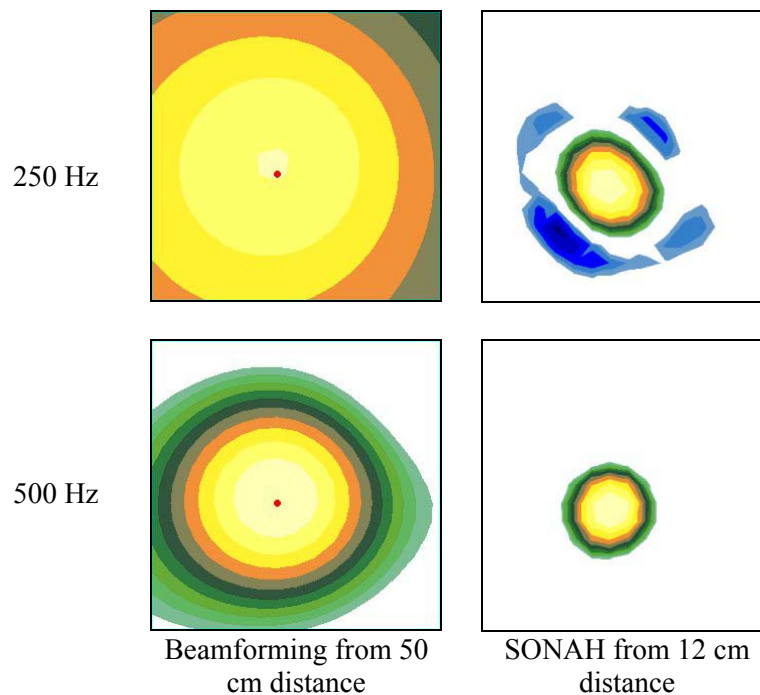 250 Hz
500 Hz
Beamforming from 50
cm distance
SONAH from 12 cm
distance